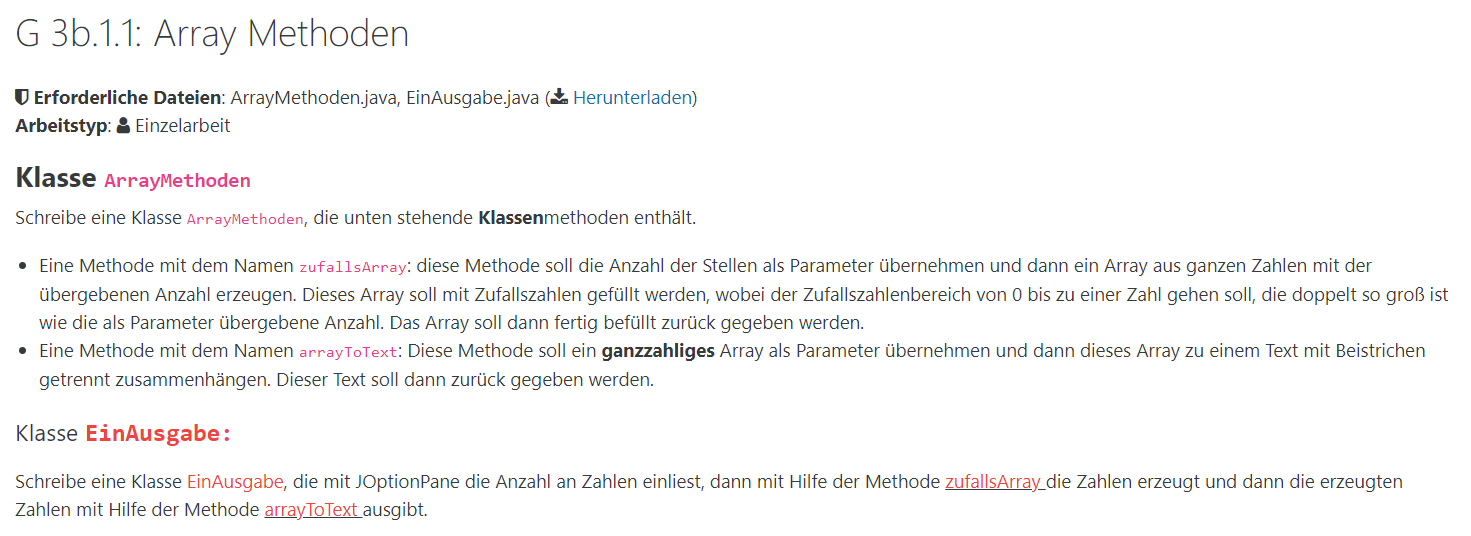 G 3b.1.1: Array Methoden
Erforderliche Dateien: ArrayMethoden.java, EinAusgabe.java ( Herunterladen)
Arbeitstyp: Einzelarbeit
Klasse ArrayMethoden
Schreibe eine Klasse ArrayMethoden, die unten stehende Klassenmethoden enthält.
• Eine Methode mit dem Namen zufallsArray: diese Methode soll die Anzahl der Stellen als Parameter übernehmen und dann ein Array aus ganzen Zahlen mit der
übergebenen Anzahl erzeugen. Dieses Array soll mit Zufallszahlen gefüllt werden, wobei der Zufallszahlenbereich von 0 bis zu einer Zahl gehen soll, die doppelt so groß ist
wie die als Parameter übergebene Anzahl. Das Array soll dann fertig befüllt zurück gegeben werden.
• Eine Methode mit dem Namen arrayToText: Diese Methode soll ein ganzzahliges Array als Parameter übernehmen und dann dieses Array zu einem Text mit Beistrichen
getrennt zusammenhängen. Dieser Text soll dann zurück gegeben werden.
Klasse EinAusgabe:
Schreibe eine Klasse EinAusgabe, die mit JOptionPane die Anzahl an Zahlen einliest, dann mit Hilfe der Methode zufallsArray die Zahlen erzeugt und dann die erzeugten
Zahlen mit Hilfe der Methode arrayToText ausgibt.